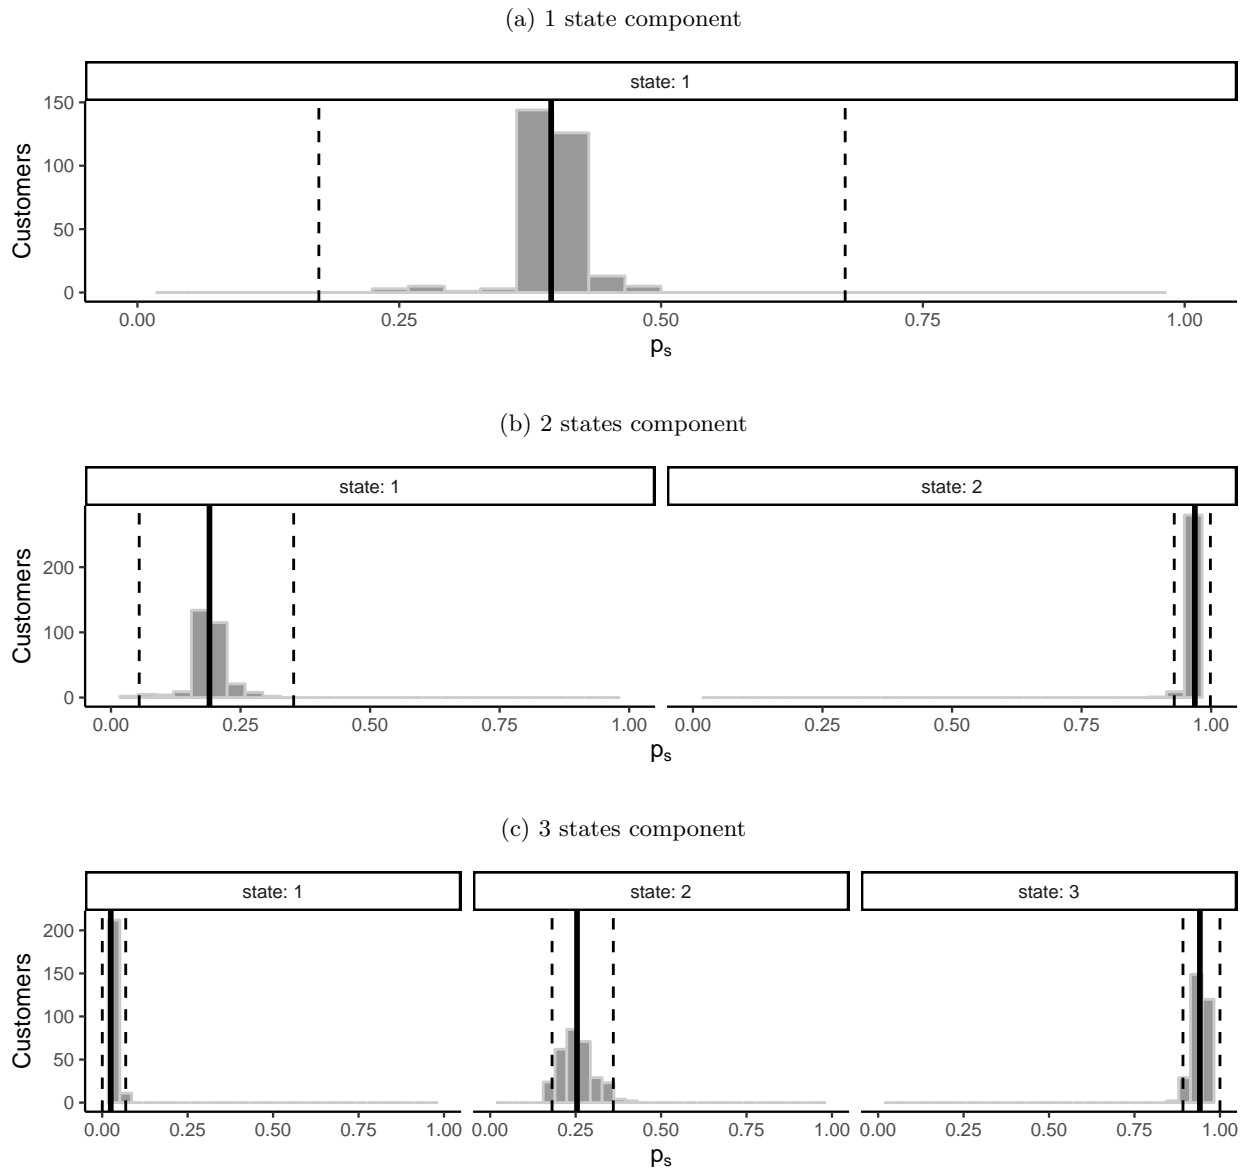 (a) 1 state component
state: 1
Customers
150
100
50
0
0.00 0.25 0.50 0.75 1.00
pₛ
(b) 2 states component
state: 1 state: 2
Customers
200
100
0
0.00 0.25 0.50 0.75 1.00 0.00 0.25 0.50 0.75 1.00
pₛ
(c) 3 states component
state: 1 state: 2 state: 3
Customers
200
150
100
50
0
0.00 0.25 0.50 0.75 1.00 0.00 0.25 0.50 0.75 1.00 0.00 0.25 0.50 0.75 1.00
pₛ